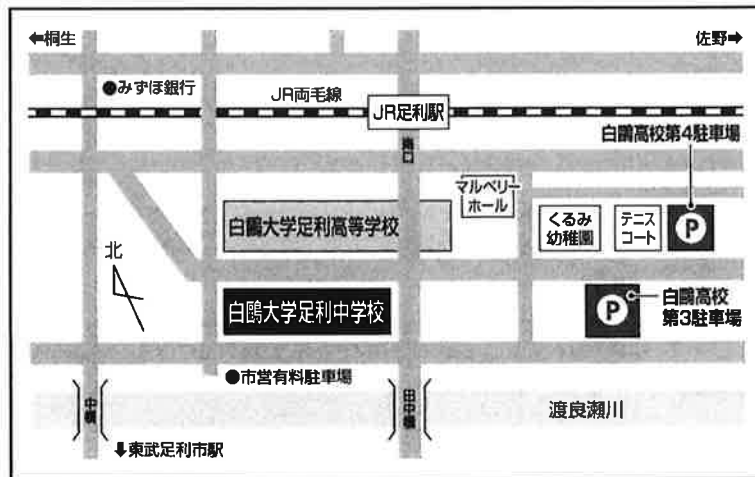 ←桐生
佐野→
●みずほ銀行
JR両毛線
JR足利駅
南口
白鷗高校第4駐車場
マルベリー
ホール
白鷗大学足利高等学校
くるみ
幼稚園
テニス
コート
P
北
白鷗大学足利中学校
P
白鷗高校
第3駐車場
●市営有料駐車場
中橋
田中橋
渡良瀬川
↓東武足利市駅